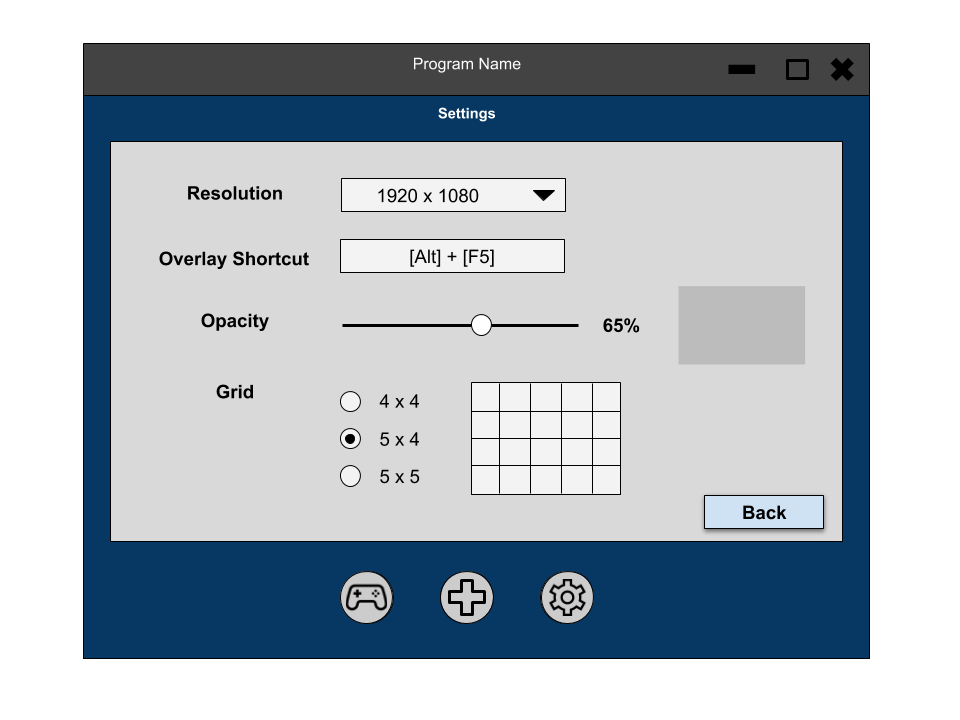 Program Name
Settings
Resolution
1920 x 1080
Overlay Shortcut
[Alt] + [F5]
Opacity
65%
Grid
4 x 4
5 x 4
5 x 5
Back